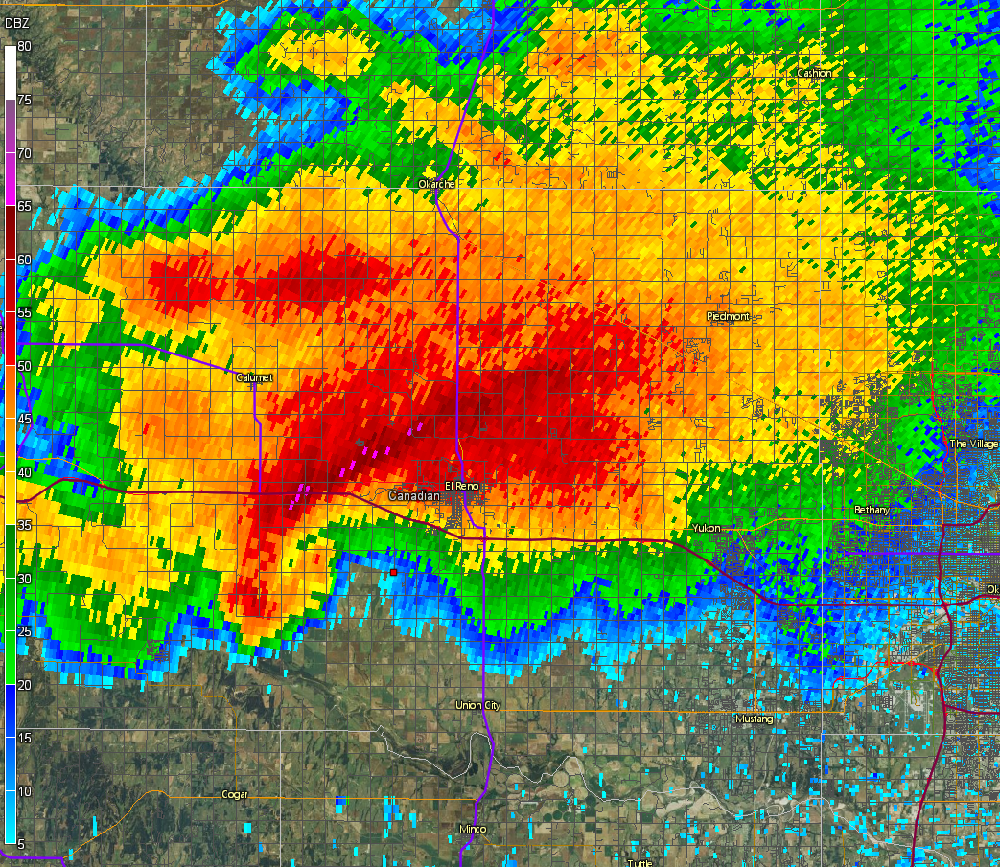 DBZ
80
Cashion
75
70
Okarche
65
60
55
Piedmont
e
50
Calumet
45
The Village
40
El Reno
Canadian
35
Bethany
Yukon
30
Ok
25
20
Union City
Mustang
15
10
Cogar
Minco
5
Tuttle